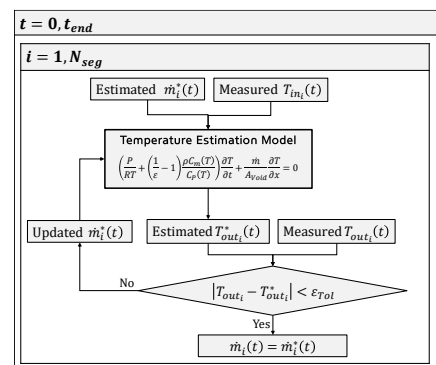 t = 0, t_end
i = 1, N_seg
Estimated ṁ_i^*(t)
Measured T_in_i(t)
Temperature Estimation Model
(P/RT + (1/ε − 1) ρC_m(T)/C_P(T)) ∂T/∂t + ṁ/A_Void ∂T/∂x = 0
Updated ṁ_i^*(t)
Estimated T_out_i^*(t)
Measured T_out_i(t)
No
|T_out_i − T_out_i^*| < ε_Tol
Yes
ṁ_i(t) = ṁ_i^*(t)